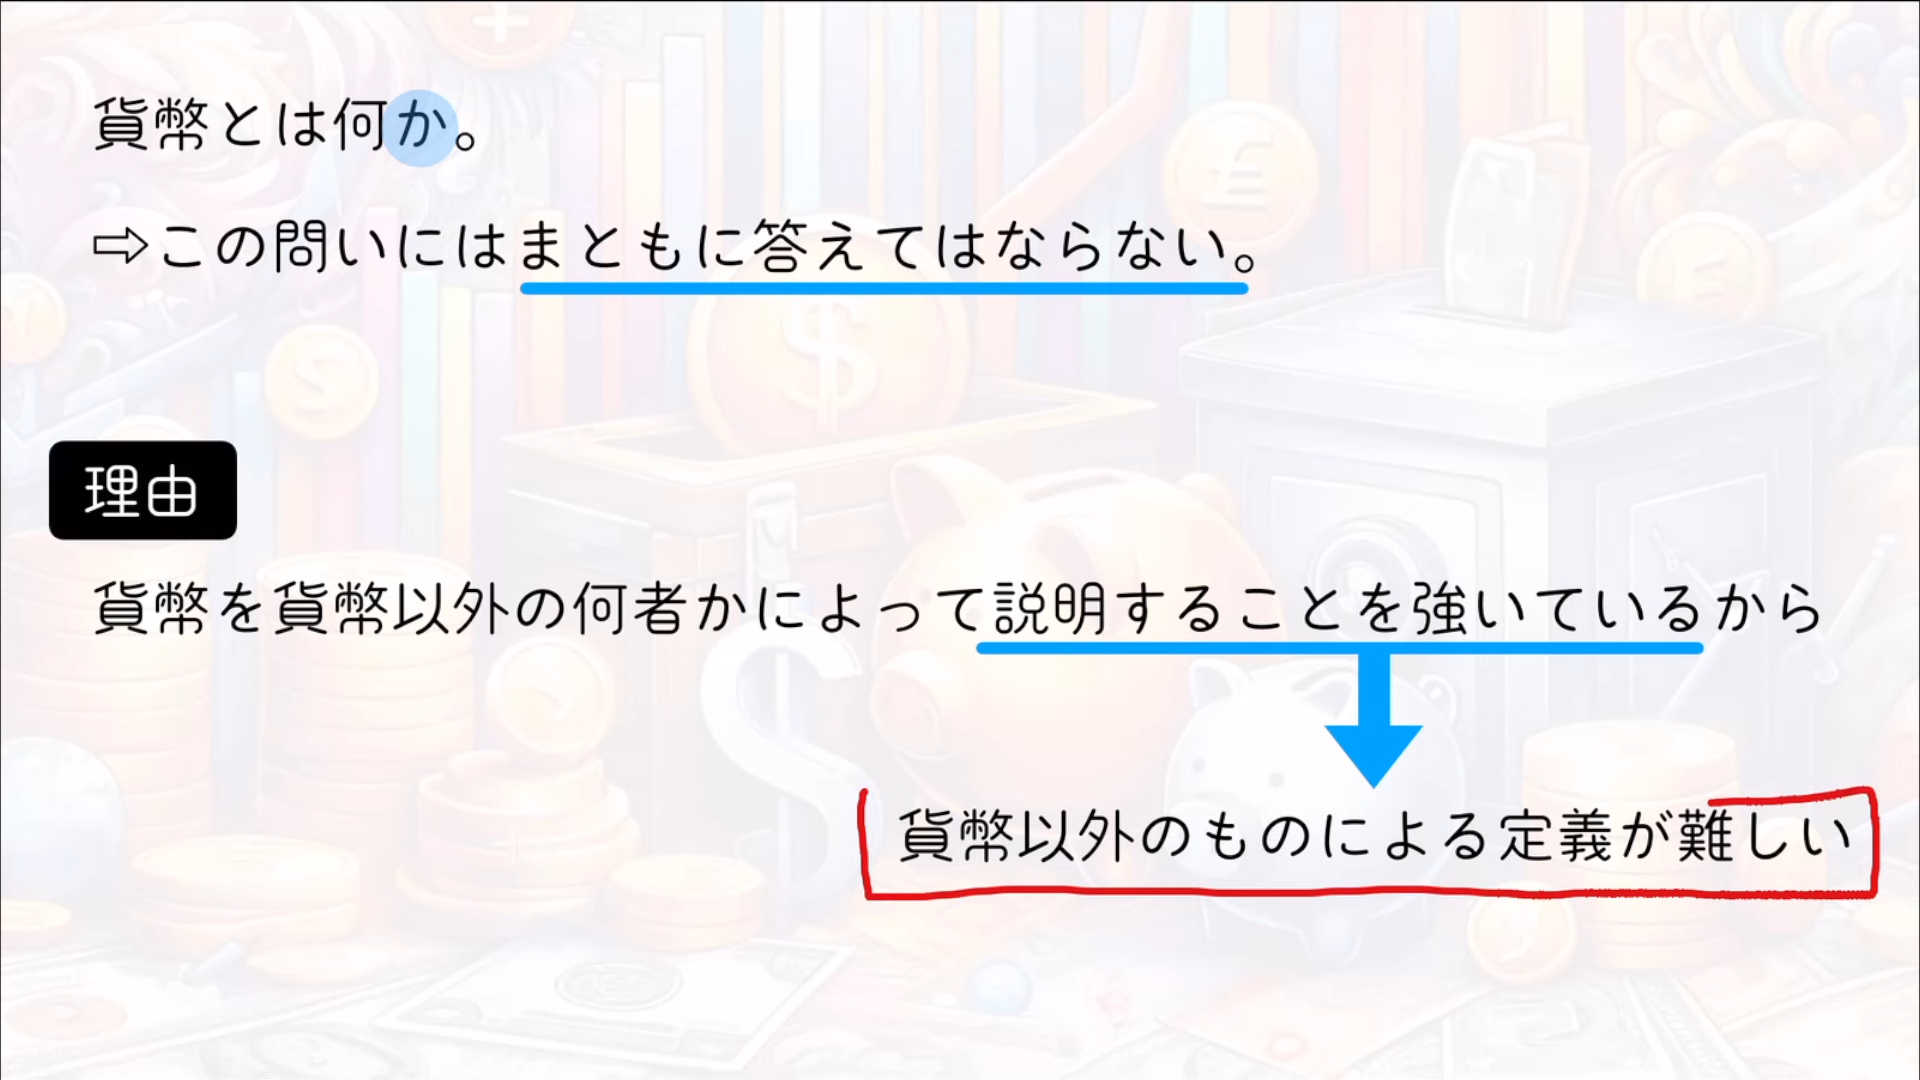 貨幣とは何か。
⇨この問いにはまともに答えてはならない。
理由
貨幣を貨幣以外の何者かによって説明することを強いているから
貨幣以外のものによる定義が難しい